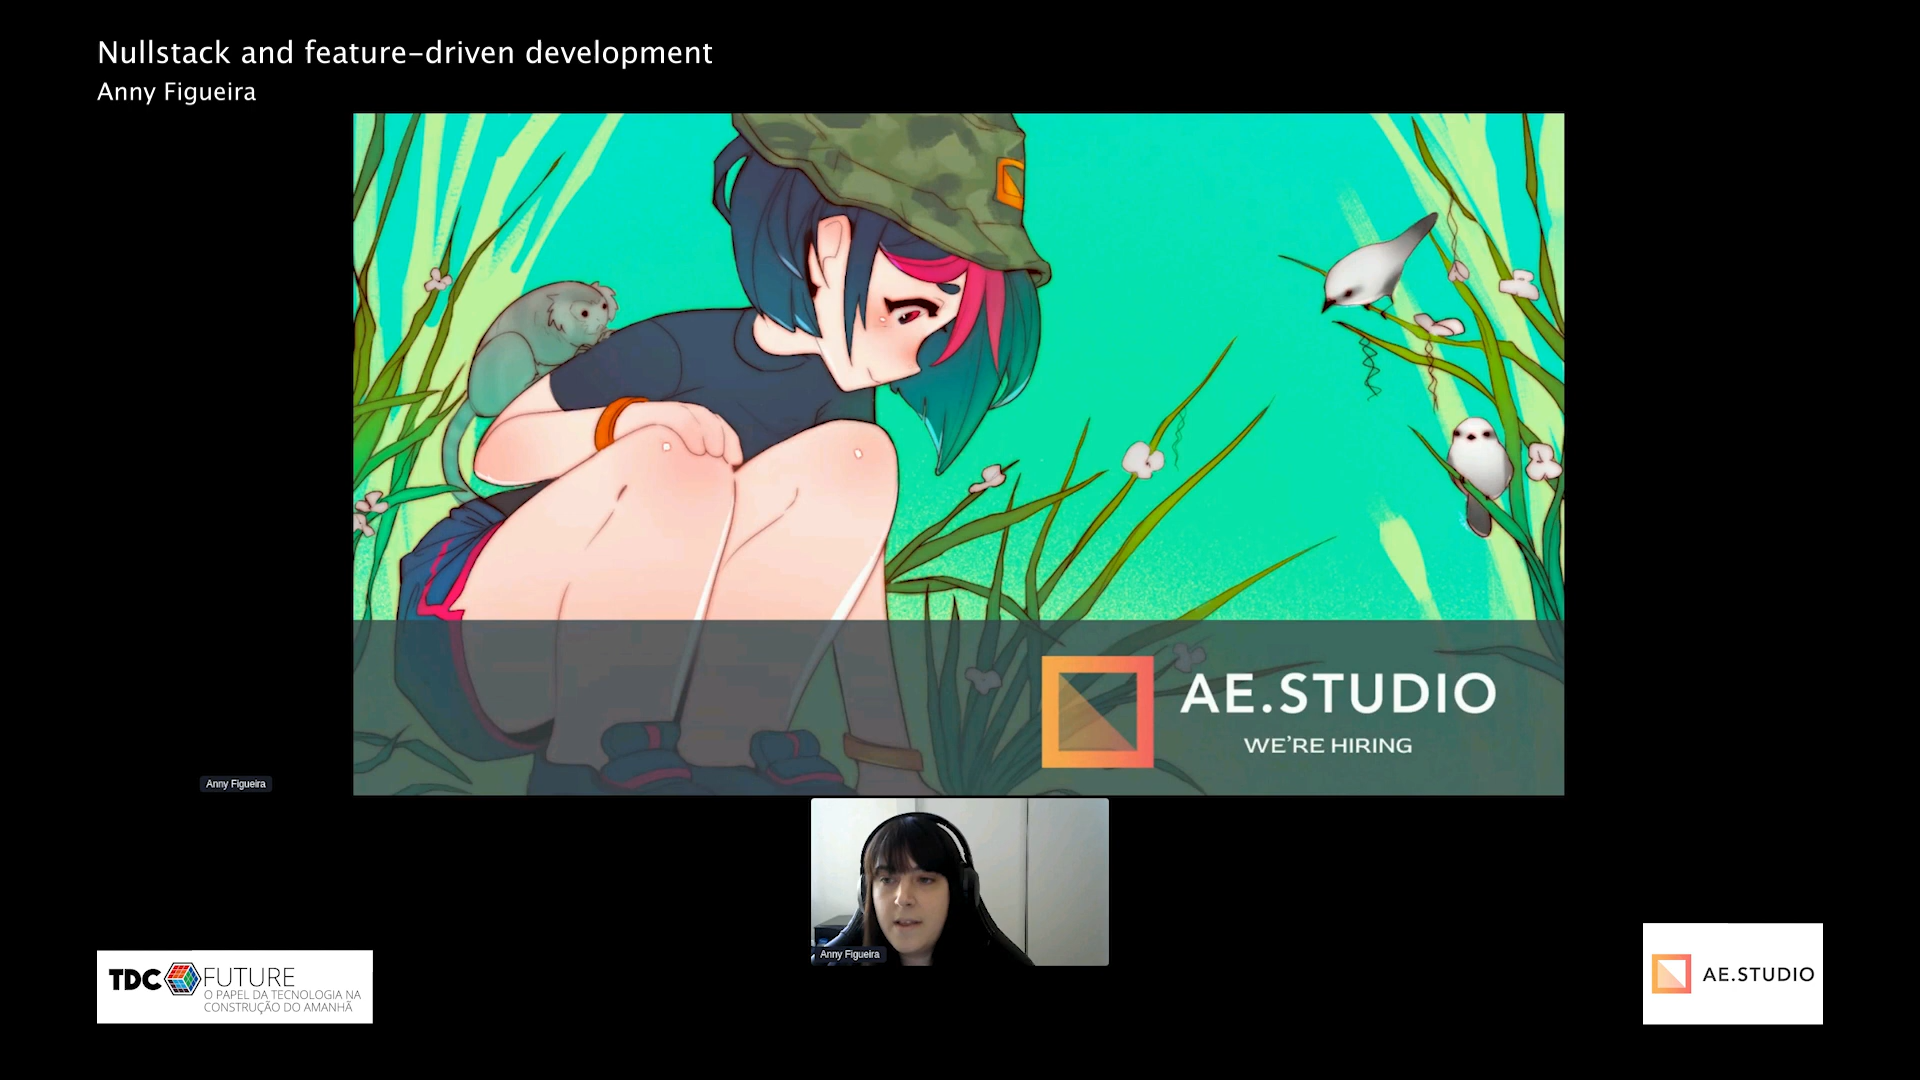 Nullstack and feature-driven development
Anny Figueira
AE.STUDIO
WE'RE HIRING
Anny Figueira
Anny Figueira
TDC FUTURE
O PAPEL DA TECNOLOGIA NA
CONSTRUÇÃO DO AMANHÃ
AE.STUDIO